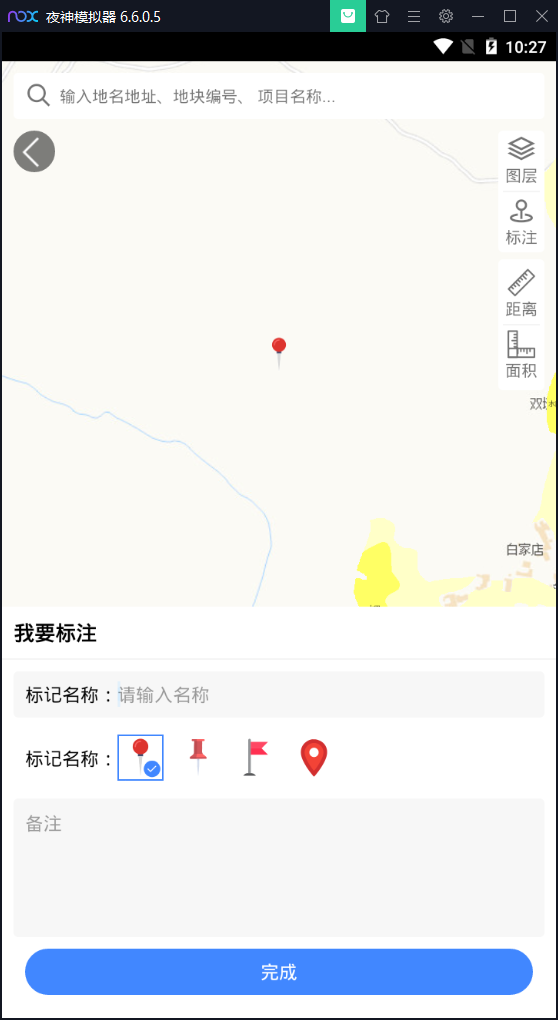 nox 夜神模拟器 6.6.0.5
10:27
输入地名地址、地块编号、 项目名称...
图层
标注
距离
面积
白家店
我要标注
标记名称：请输入名称
标记名称：
备注
完成